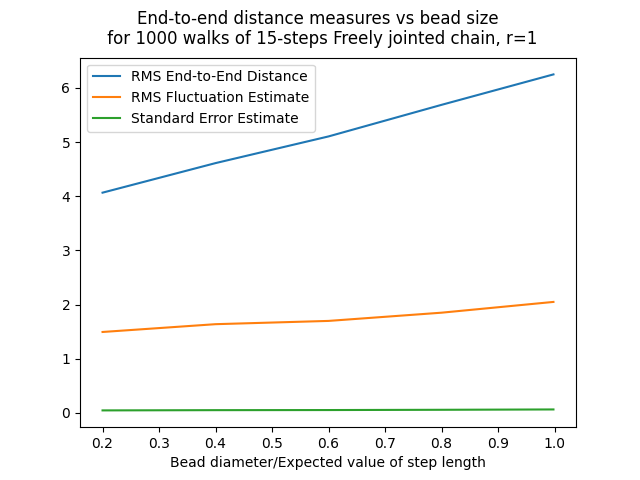 End-to-end distance measures vs bead size
for 1000 walks of 15-steps Freely jointed chain, r=1
RMS End-to-End Distance
RMS Fluctuation Estimate
Standard Error Estimate
6
5
4
3
2
1
0
0.2 0.3 0.4 0.5 0.6 0.7 0.8 0.9 1.0
Bead diameter/Expected value of step length